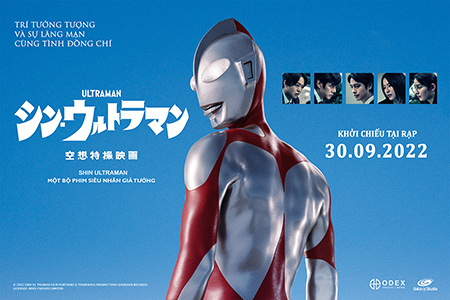 TRÍ TƯỞNG TƯỢNG
VÀ SỰ LÃNG MẠN
CÙNG TÌNH ĐỒNG CHÍ
ULTRAMAN
シン・ウルトラマン
空想特撮映画
SHIN ULTRAMAN
MỘT BỘ PHIM SIÊU NHÂN GIẢ TƯỞNG
KHỞI CHIẾU TẠI RẠP
30.09.2022
ODEX
Galaxy Studio